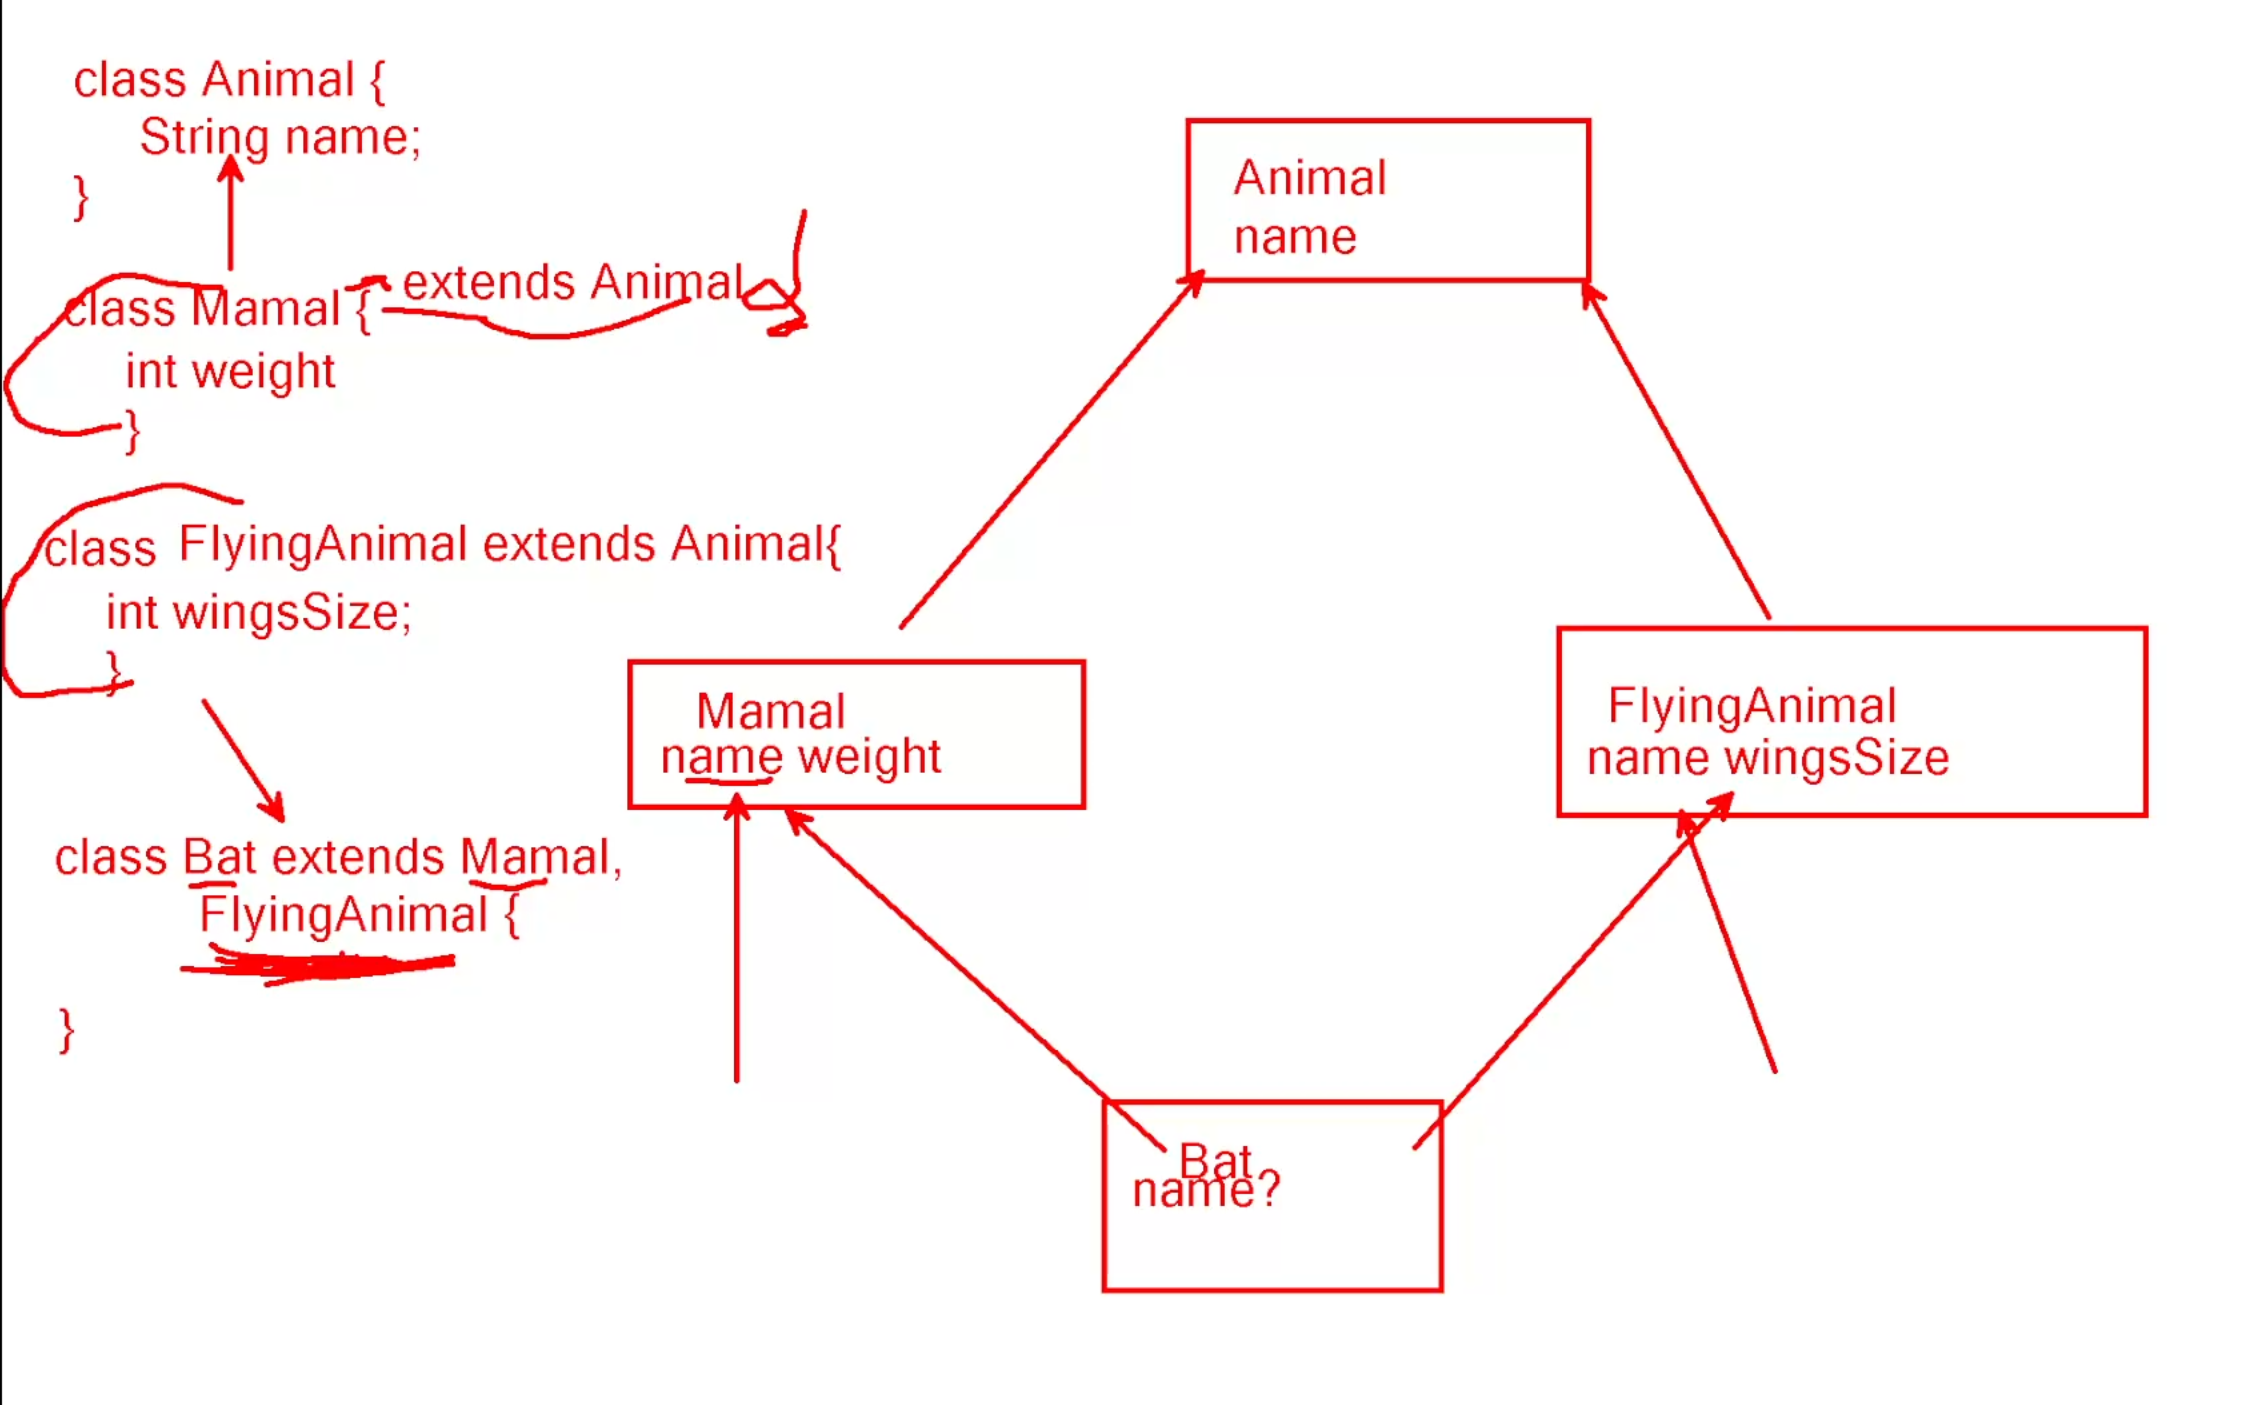 class Animal {
String name;
}
class Mamal { extends Animal
int weight
}
class FlyingAnimal extends Animal{
int wingsSize;
}
class Bat extends Mamal,
FlyingAnimal {
}
Animal
name
Mamal
name weight
FlyingAnimal
name wingsSize
Bat
name?